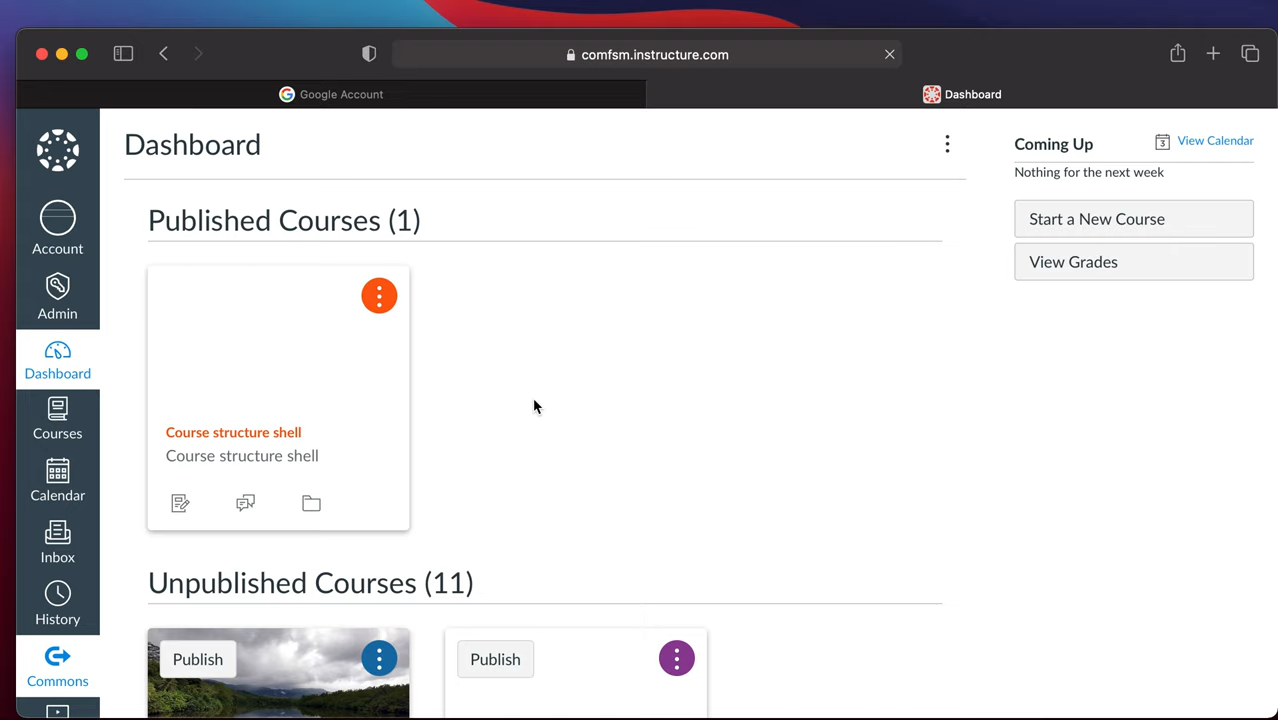 comfsm.instructure.com
Google Account
Dashboard
Dashboard
Coming Up
3
View Calendar
Nothing for the next week
Start a New Course
View Grades
Account
Admin
Dashboard
Courses
Calendar
Inbox
History
Commons
Published Courses (1)
Course structure shell
Course structure shell
Unpublished Courses (11)
Publish
Publish